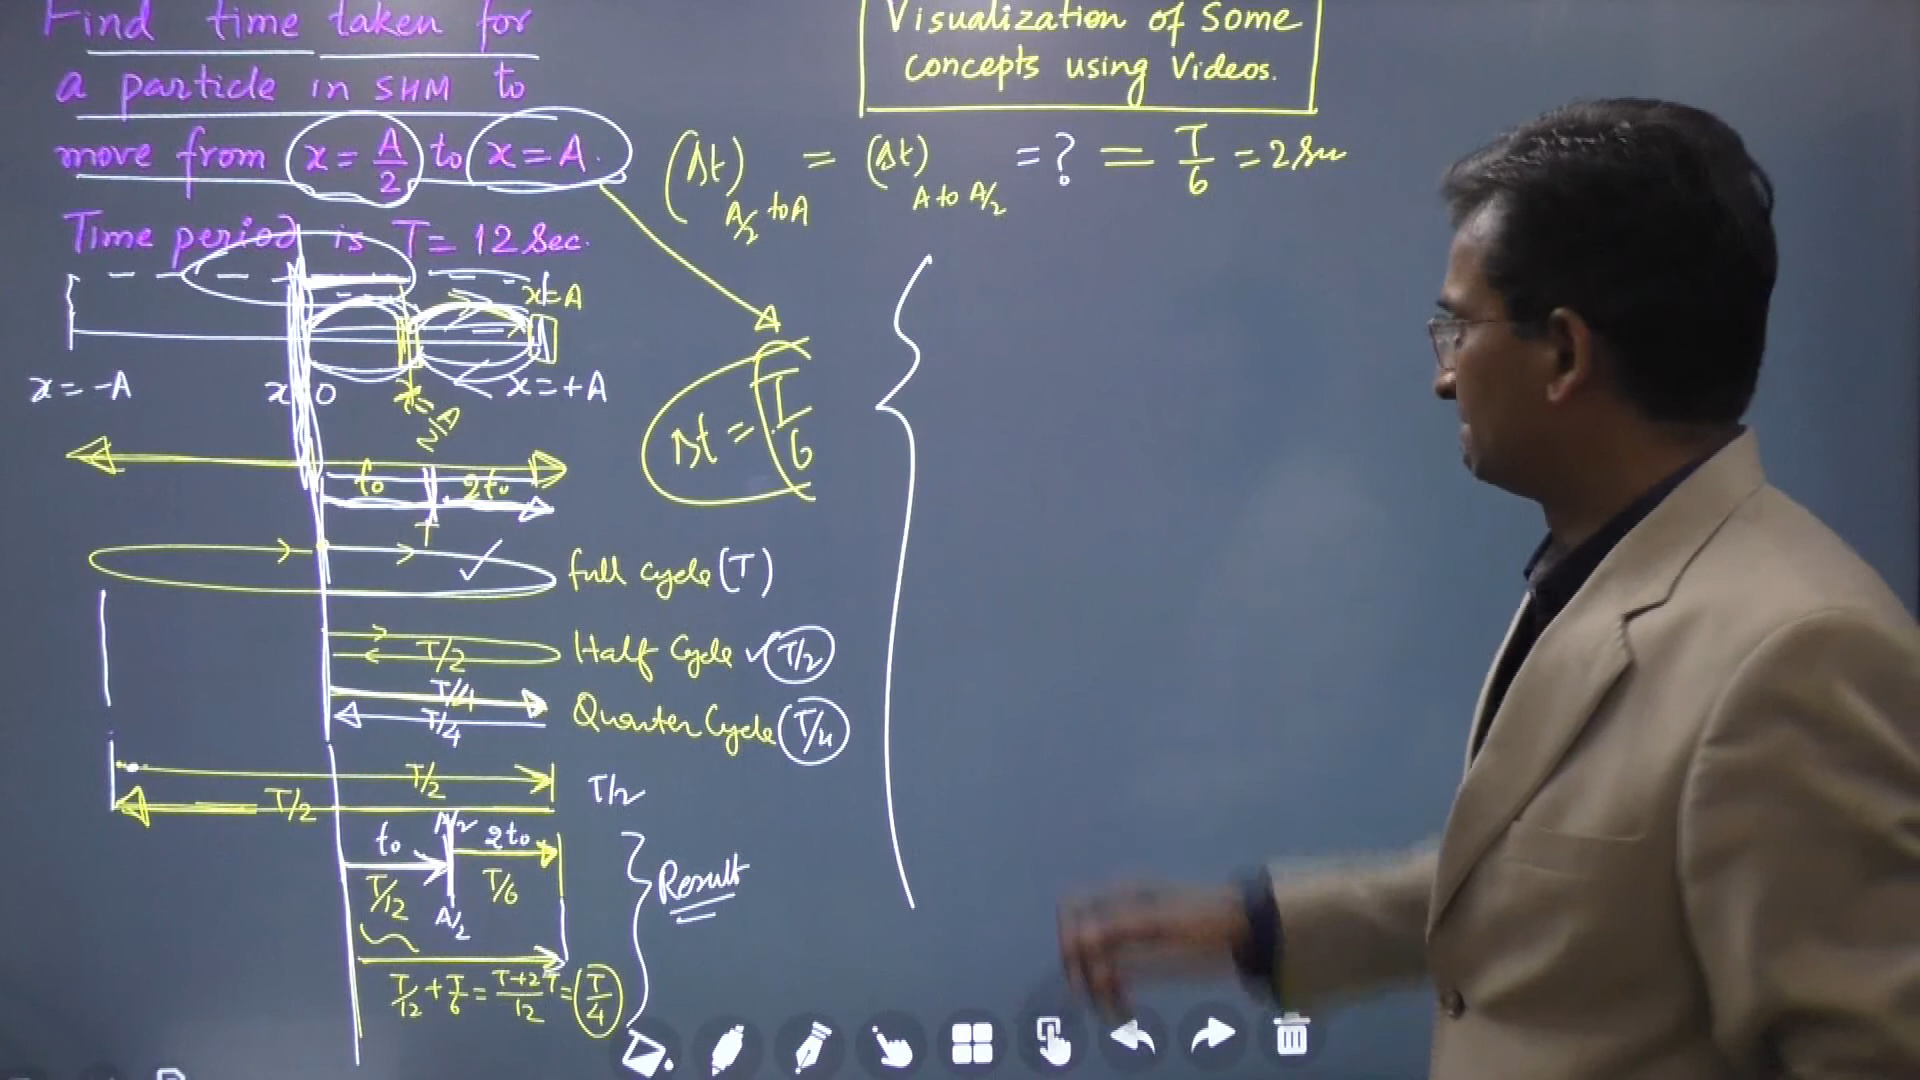 Find time taken for
a particle in SHM to
move from x = A/2 to x = A.
Time period is T = 12 Sec.
Visualization of Some
concepts using Videos.
(Δt) A/2 to A = (Δt) A to A/2 = ? = T/6 = 2 Sec
x = A
x = -A
x = 0
x = A/2
x = +A
Δt = T/6
t₀ 2t₀
T
full cycle (T)
T/2 Half Cycle ✓ (T/2)
T/4
T/4
Quarter Cycle (T/4)
T/2 T/2
T/2
A/2
t₀ 2t₀
T/12 T/6
A/2
Result
T/12 + T/6 = T+2T/12 = T/4